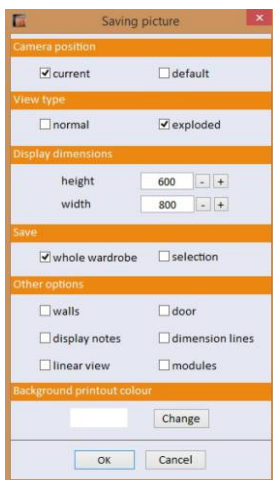 Saving picture
Camera position
current default
View type
normal exploded
Display dimensions
height 600 - +
width 800 - +
Save
whole wardrobe selection
Other options
walls door
display notes dimension lines
linear view modules
Background printout colour
Change
OK Cancel